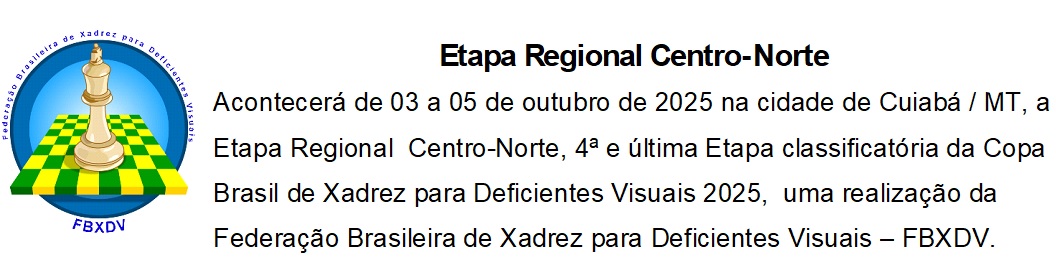 Federação Brasileira de Xadrez para Deficientes Visuais
FBXDV
Etapa Regional Centro-Norte
Acontecerá de 03 a 05 de outubro de 2025 na cidade de Cuiabá / MT, a
Etapa Regional  Centro-Norte, 4ª e última Etapa classificatória da Copa
Brasil de Xadrez para Deficientes Visuais 2025,  uma realização da
Federação Brasileira de Xadrez para Deficientes Visuais – FBXDV.